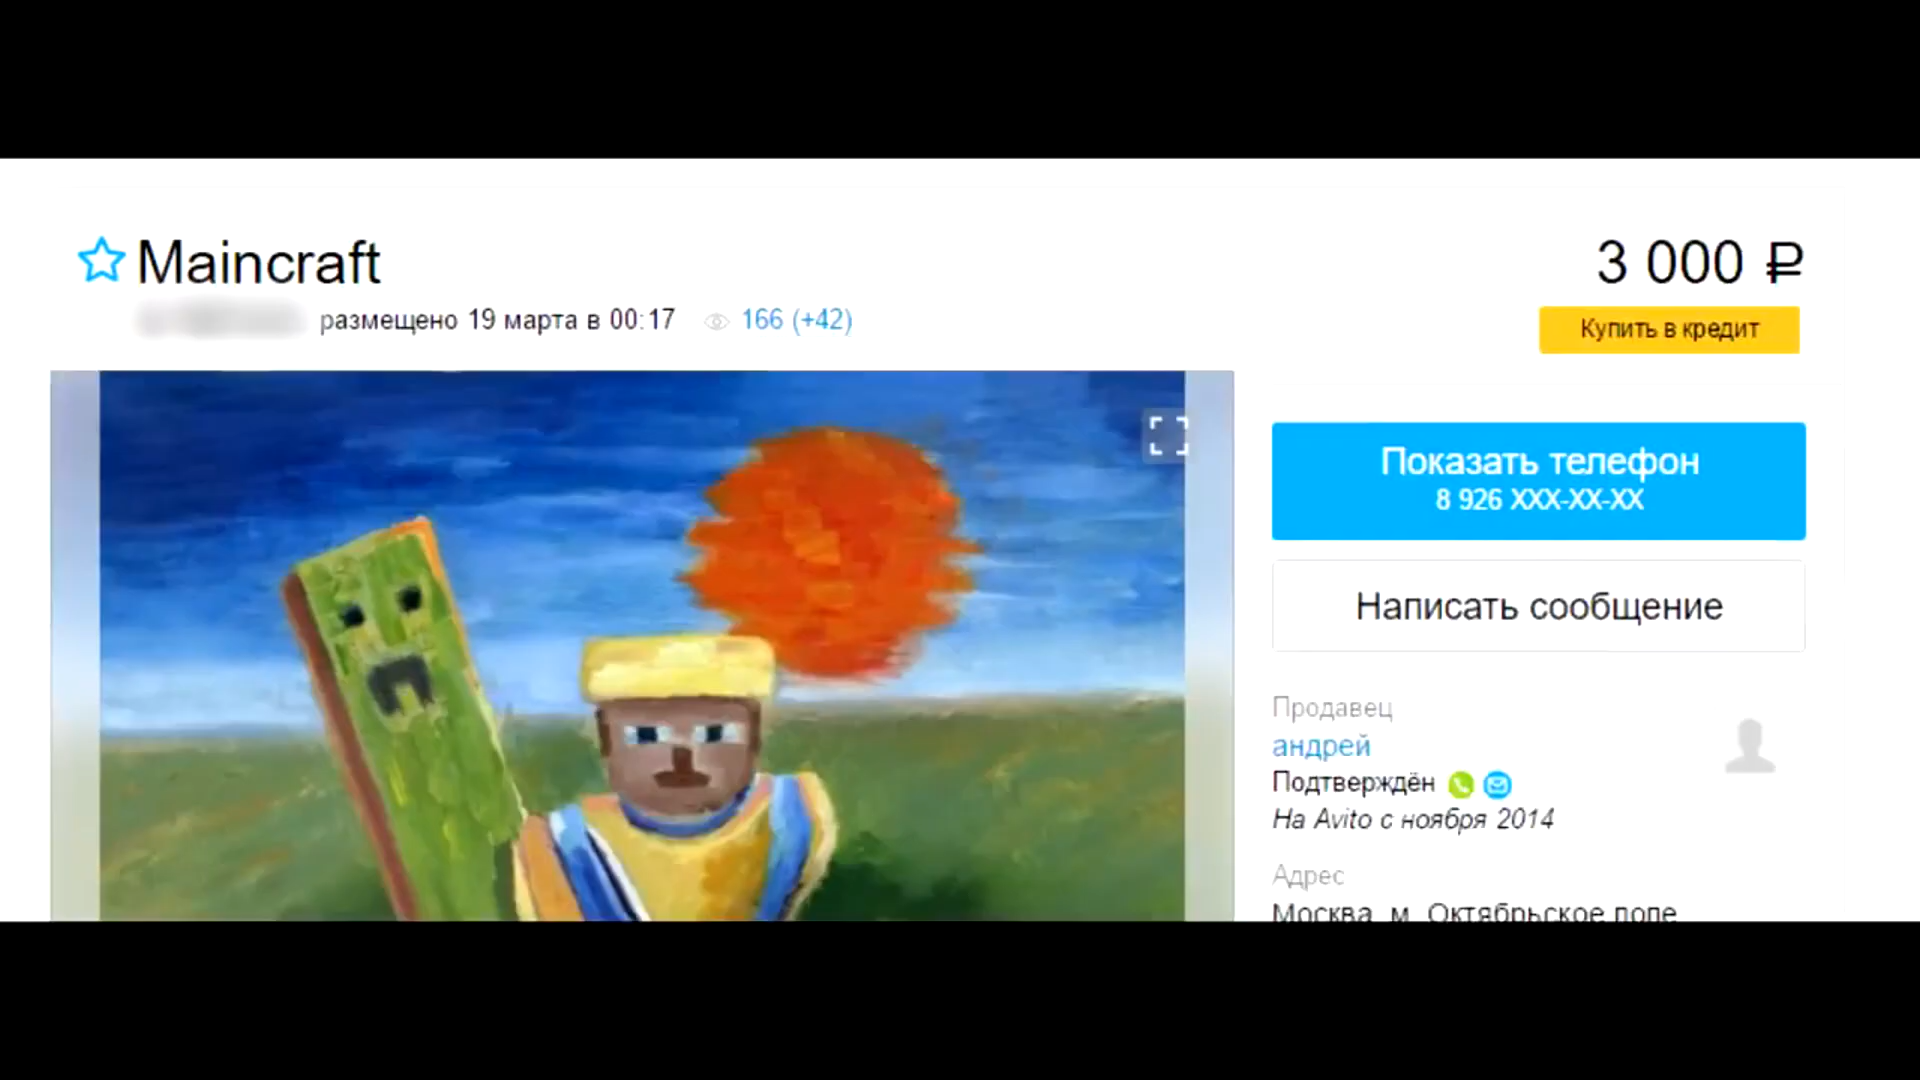 Maincraft
3 000 ₽
размещено 19 марта в 00:17 166 (+42)
Купить в кредит
Показать телефон
8 926 XXX-XX-XX
Написать сообщение
Продавец
андрей
Подтверждён
На Avito с ноября 2014
Адрес
Москва, м. Октябрьское поле